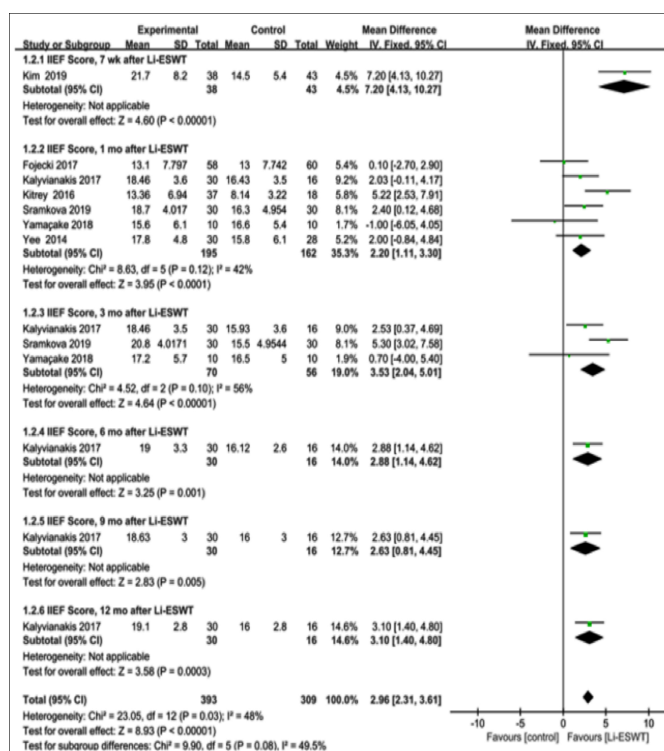 Experimental Control Mean Difference Mean Difference
Study or Subgroup Mean SD Total Mean SD Total Weight IV. Fixed. 95% CI IV. Fixed. 95% CI
1.2.1 IIEF Score, 7 wk after Li-ESWT
Kim 2019 21.7 8.2 38 14.5 5.4 43 4.5% 7.20 [4.13, 10.27]
Subtotal (95% CI) 38 43 4.5% 7.20 [4.13, 10.27]
Heterogeneity: Not applicable
Test for overall effect: Z = 4.60 (P < 0.00001)
1.2.2 IIEF Score, 1 mo after Li-ESWT
Fojecki 2017 13.1 7.797 58 13 7.742 60 5.4% 0.10 [-2.70, 2.90]
Kalyvianakis 2017 18.46 3.6 30 16.43 3.5 16 9.2% 2.03 [-0.11, 4.17]
Kitrey 2016 13.36 6.94 37 8.14 3.22 18 5.8% 5.22 [2.53, 7.91]
Sramkova 2019 18.7 4.017 30 16.3 4.954 30 8.1% 2.40 [0.12, 4.68]
Yamaçake 2018 15.6 6.1 10 16.6 5.4 10 1.7% -1.00 [-6.05, 4.05]
Yee 2014 17.8 4.8 30 15.8 6.1 28 5.2% 2.00 [-0.84, 4.84]
Subtotal (95% CI) 195 162 35.3% 2.20 [1.11, 3.30]
Heterogeneity: Chi² = 8.63, df = 5 (P = 0.12); I² = 42%
Test for overall effect: Z = 3.95 (P < 0.0001)
1.2.3 IIEF Score, 3 mo after Li-ESWT
Kalyvianakis 2017 18.46 3.5 30 15.93 3.6 16 9.0% 2.53 [0.37, 4.69]
Sramkova 2019 20.8 4.0171 30 15.5 4.9544 30 8.1% 5.30 [3.02, 7.58]
Yamaçake 2018 17.2 5.7 10 16.5 5 10 1.9% 0.70 [-4.00, 5.40]
Subtotal (95% CI) 70 56 19.0% 3.53 [2.04, 5.01]
Heterogeneity: Chi² = 4.52, df = 2 (P = 0.10); I² = 56%
Test for overall effect: Z = 4.64 (P < 0.00001)
1.2.4 IIEF Score, 6 mo after Li-ESWT
Kalyvianakis 2017 19 3.3 30 16.12 2.6 16 14.0% 2.88 [1.14, 4.62]
Subtotal (95% CI) 30 16 14.0% 2.88 [1.14, 4.62]
Heterogeneity: Not applicable
Test for overall effect: Z = 3.25 (P = 0.001)
1.2.5 IIEF Score, 9 mo after Li-ESWT
Kalyvianakis 2017 18.63 3 30 16 3 16 12.7% 2.63 [0.81, 4.45]
Subtotal (95% CI) 30 16 12.7% 2.63 [0.81, 4.45]
Heterogeneity: Not applicable
Test for overall effect: Z = 2.83 (P = 0.005)
1.2.6 IIEF Score, 12 mo after Li-ESWT
Kalyvianakis 2017 19.1 2.8 30 16 2.8 16 14.6% 3.10 [1.40, 4.80]
Subtotal (95% CI) 30 16 14.6% 3.10 [1.40, 4.80]
Heterogeneity: Not applicable
Test for overall effect: Z = 3.58 (P = 0.0003)
Total (95% CI) 393 309 100.0% 2.96 [2.31, 3.61]
Heterogeneity: Chi² = 23.05, df = 12 (P = 0.03); I² = 48%
Test for overall effect: Z = 8.93 (P < 0.00001)
Test for subgroup differences: Chi² = 9.90, df = 5 (P = 0.08), I² = 49.5%
-10 -5 0 5 10
Favours [control] Favours [Li-ESWT]